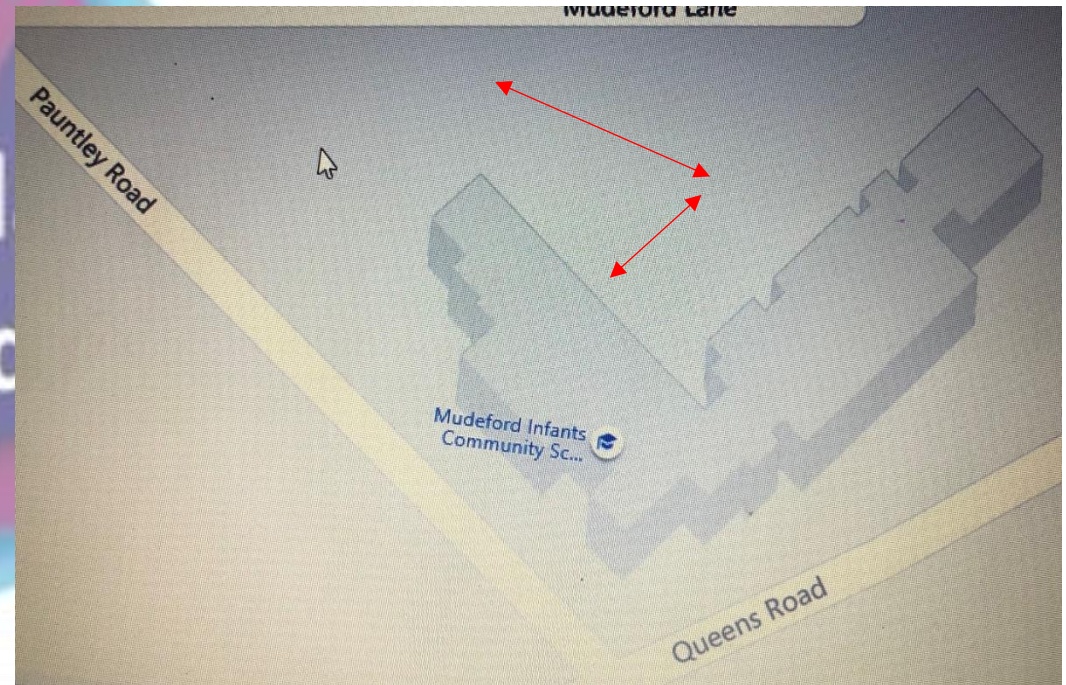 Mudeford Lane
Pauntley Road
Mudeford Infants
Community Sc...
Queens Road